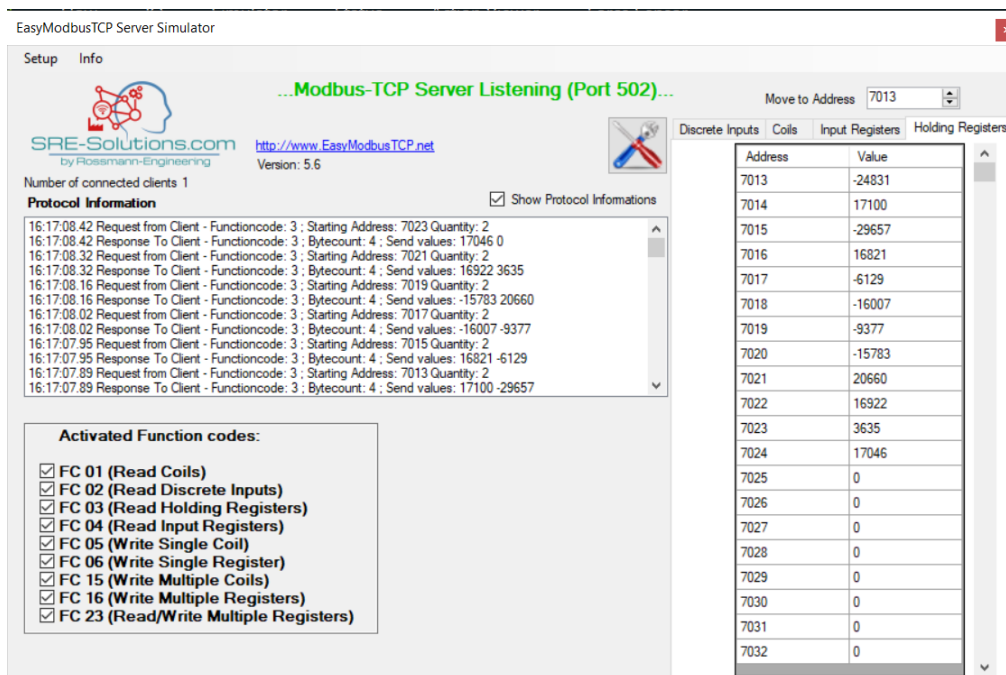 EasyModbusTCP Server Simulator
Setup Info
...Modbus-TCP Server Listening (Port 502)...
Move to Address 7013
SRE-Solutions.com
by Rossmann-Engineering
http://www.EasyModbusTCP.net
Version: 5.6
Discrete Inputs Coils Input Registers Holding Registers
Number of connected clients 1
Protocol Information
Show Protocol Informations
16:17:08.42 Request from Client - Functioncode: 3 ; Starting Address: 7023 Quantity: 2
16:17:08.42 Response To Client - Functioncode: 3 ; Bytecount: 4 ; Send values: 17046 0
16:17:08.32 Request from Client - Functioncode: 3 ; Starting Address: 7021 Quantity: 2
16:17:08.32 Response To Client - Functioncode: 3 ; Bytecount: 4 ; Send values: 16922 3635
16:17:08.16 Request from Client - Functioncode: 3 ; Starting Address: 7019 Quantity: 2
16:17:08.16 Response To Client - Functioncode: 3 ; Bytecount: 4 ; Send values: -15783 20660
16:17:08.02 Request from Client - Functioncode: 3 ; Starting Address: 7017 Quantity: 2
16:17:08.02 Response To Client - Functioncode: 3 ; Bytecount: 4 ; Send values: -16007 -9377
16:17:07.95 Request from Client - Functioncode: 3 ; Starting Address: 7015 Quantity: 2
16:17:07.95 Response To Client - Functioncode: 3 ; Bytecount: 4 ; Send values: 16821 -6129
16:17:07.89 Request from Client - Functioncode: 3 ; Starting Address: 7013 Quantity: 2
16:17:07.89 Response To Client - Functioncode: 3 ; Bytecount: 4 ; Send values: 17100 -29657
Activated Function codes:
FC 01 (Read Coils)
FC 02 (Read Discrete Inputs)
FC 03 (Read Holding Registers)
FC 04 (Read Input Registers)
FC 05 (Write Single Coil)
FC 06 (Write Single Register)
FC 15 (Write Multiple Coils)
FC 16 (Write Multiple Registers)
FC 23 (Read/Write Multiple Registers)
Address Value
7013 -24831
7014 17100
7015 -29657
7016 16821
7017 -6129
7018 -16007
7019 -9377
7020 -15783
7021 20660
7022 16922
7023 3635
7024 17046
7025 0
7026 0
7027 0
7028 0
7029 0
7030 0
7031 0
7032 0